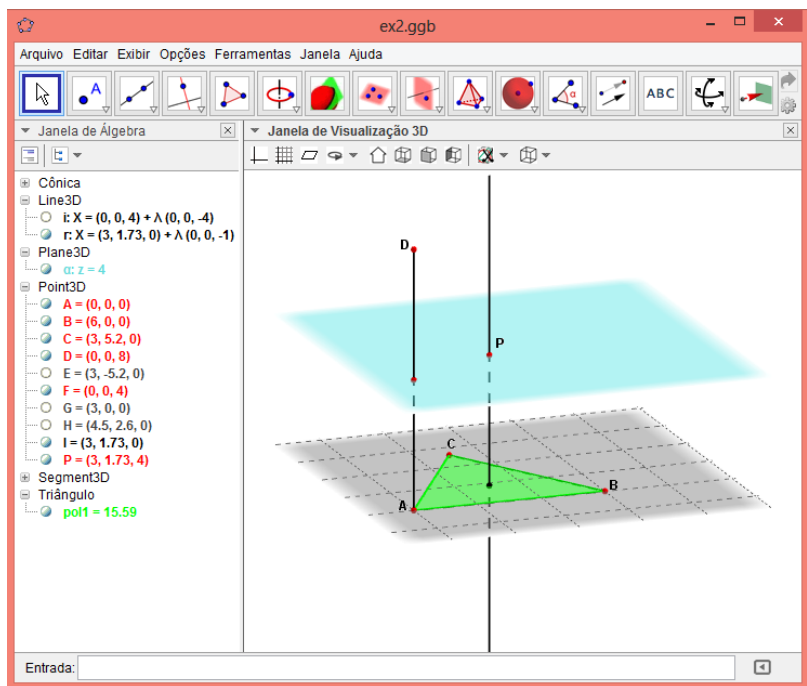 ex2.ggb
Arquivo Editar Exibir Opções Ferramentas Janela Ajuda
ABC
Janela de Álgebra
Cônica
Line3D
i: X = (0, 0, 4) + λ (0, 0, -4)
r: X = (3, 1.73, 0) + λ (0, 0, -1)
Plane3D
α: z = 4
Point3D
A = (0, 0, 0)
B = (6, 0, 0)
C = (3, 5.2, 0)
D = (0, 0, 8)
E = (3, -5.2, 0)
F = (0, 0, 4)
G = (3, 0, 0)
H = (4.5, 2.6, 0)
I = (3, 1.73, 0)
P = (3, 1.73, 4)
Segment3D
Triângulo
pol1 = 15.59
Janela de Visualização 3D
D
P
C
B
A
Entrada: